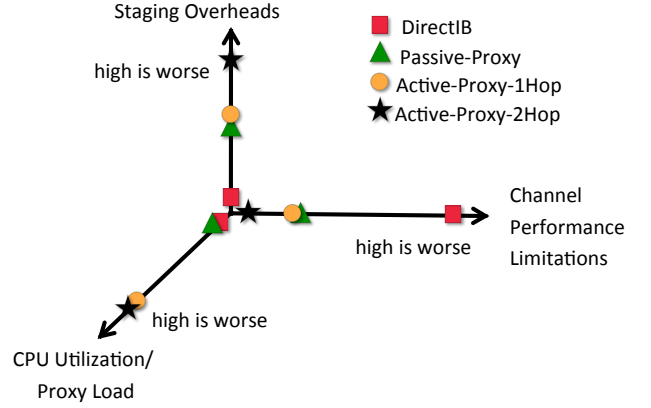 Staging Overheads
high is worse
DirectIB
Passive-Proxy
Active-Proxy-1Hop
Active-Proxy-2Hop
Channel
Performance
Limitations
high is worse
high is worse
CPU Utilization/
Proxy Load